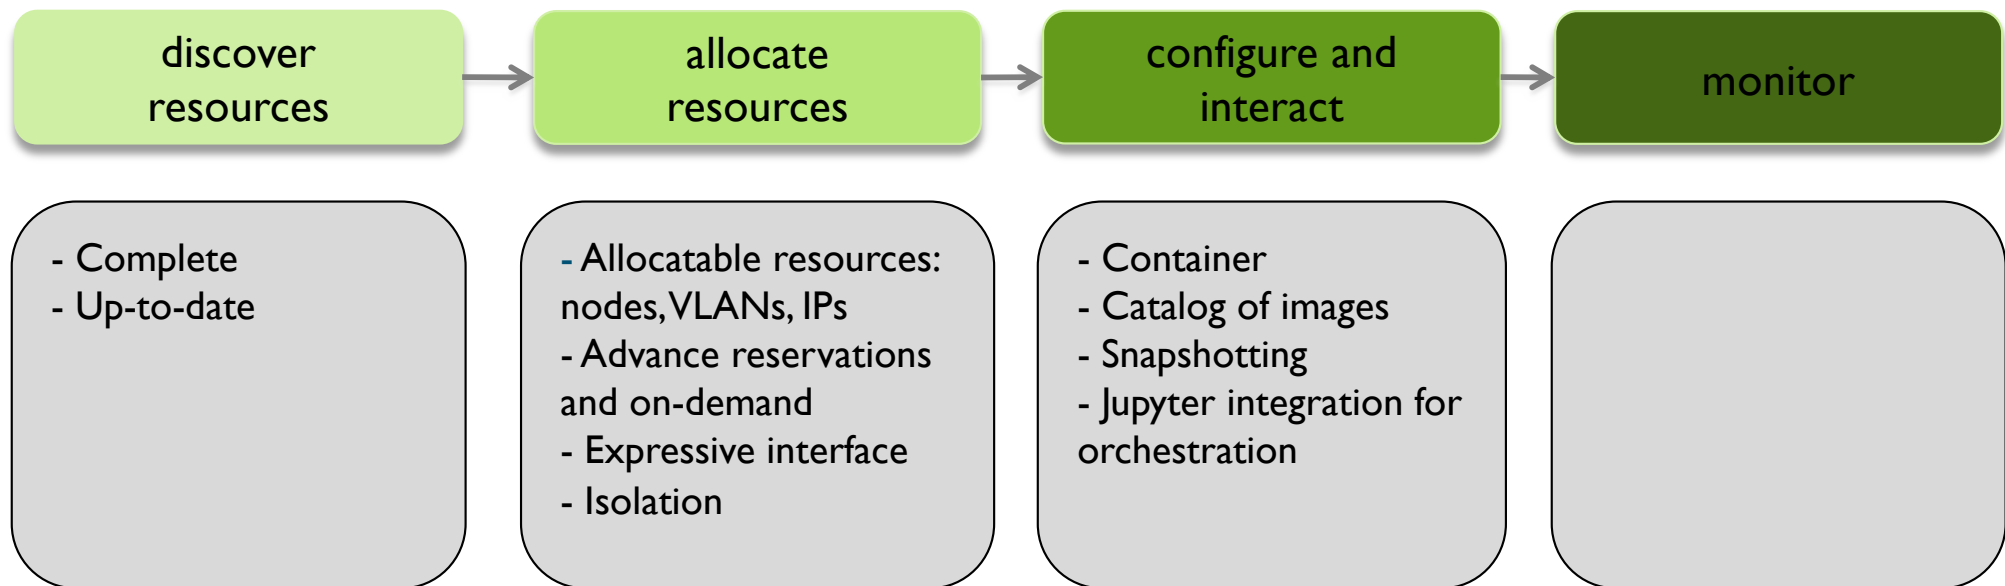 discover
resources
allocate
resources
configure and
interact
monitor
- Complete
- Up-to-date
- Allocatable resources:
nodes, VLANs, IPs
- Advance reservations
and on-demand
- Expressive interface
- Isolation
- Container
- Catalog of images
- Snapshotting
- Jupyter integration for
orchestration